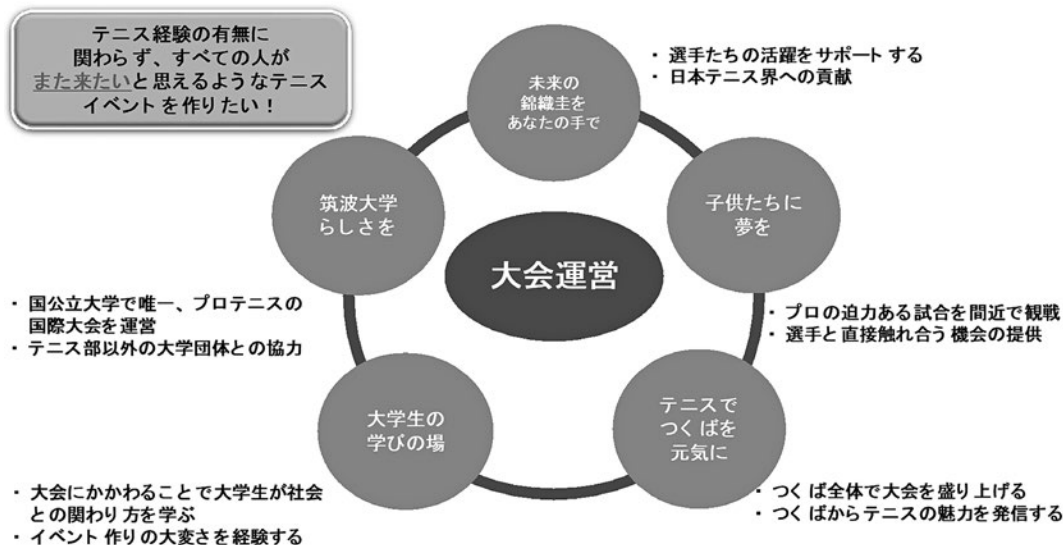 テニス経験の有無に
関わらず、すべての人が
また来たいと思えるようなテニス
イベントを作りたい！
未来の
錦織圭を
あなたの手で
・ 選手たちの活躍をサポートする
・ 日本テニス界への貢献
筑波大学
らしさを
子供たちに
夢を
大会運営
・ 国公立大学で唯一、プロテニスの
国際大会を運営
・ テニス部以外の大学団体との協力
・ プロの迫力ある試合を間近で観戦
・ 選手と直接触れ合う機会の提供
大学生の
学びの場
テニスで
つくばを
元気に
・ 大会にかかわることで大学生が社会
との関わり方を学ぶ
・ イベント作りの大変さを経験する
・ つくば全体で大会を盛り上げる
・ つくばからテニスの魅力を発信する